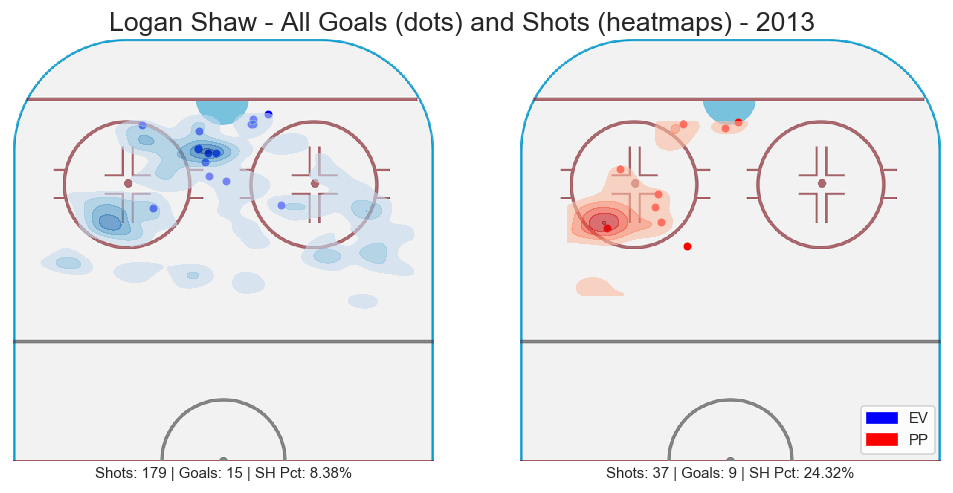 Logan Shaw - All Goals (dots) and Shots (heatmaps) - 2013
EV
PP
Shots: 179 | Goals: 15 | SH Pct: 8.38%
Shots: 37 | Goals: 9 | SH Pct: 24.32%